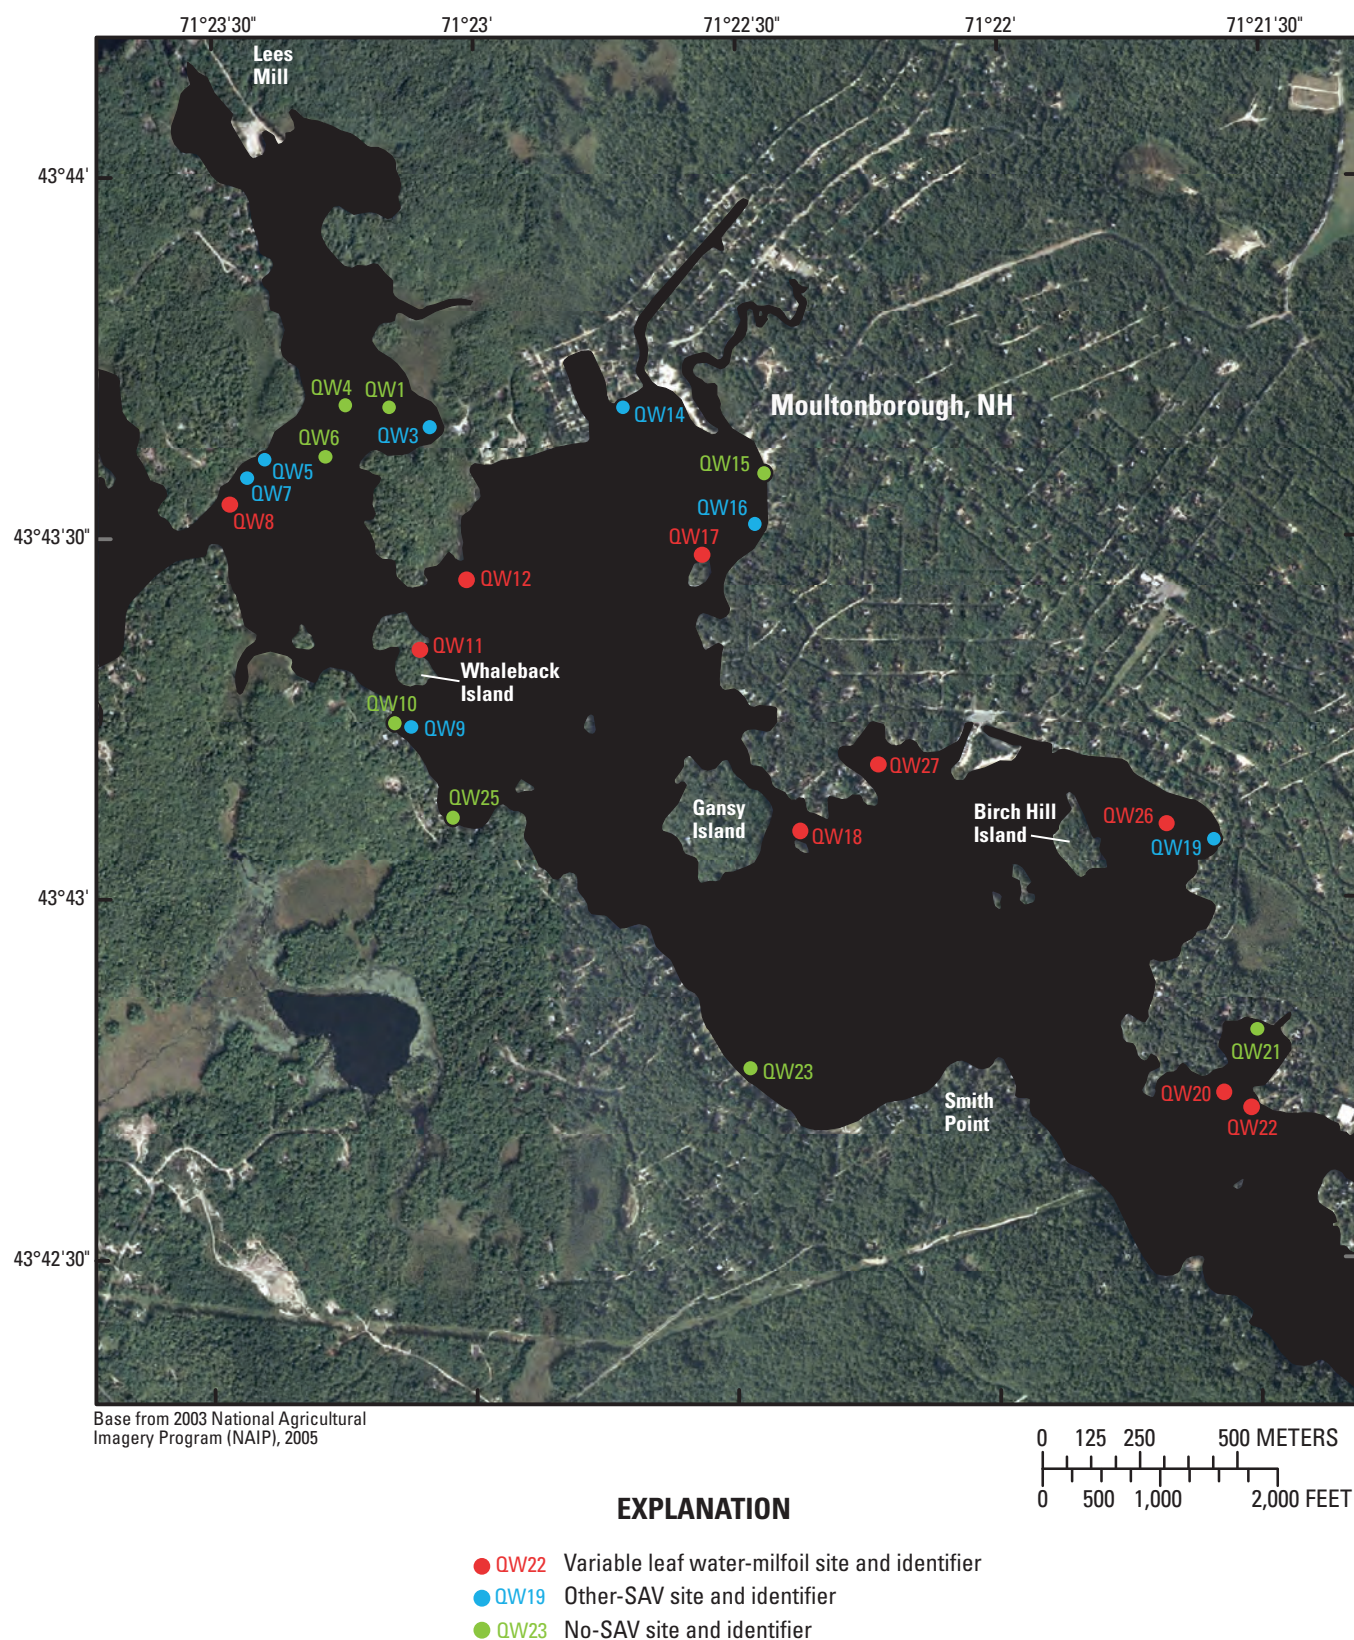 71°23'30"
71°23'
71°22'30"
71°22'
71°21'30"
Lees
Mill
43°44'
QW4
QW1
QW3
QW14
Moultonborough, NH
QW6
QW5
QW15
QW7
QW16
QW8
43°43'30"
QW17
QW12
QW11
Whaleback
Island
QW10
QW9
QW27
QW25
Gansy
Island
Birch Hill
Island
QW26
QW18
QW19
43°43'
QW21
QW23
QW20
Smith
Point
QW22
43°42'30"
Base from 2003 National Agricultural
Imagery Program (NAIP), 2005
0 125 250 500 METERS
0 500 1,000 2,000 FEET
EXPLANATION
QW22 Variable leaf water-milfoil site and identifier
QW19 Other-SAV site and identifier
QW23 No-SAV site and identifier